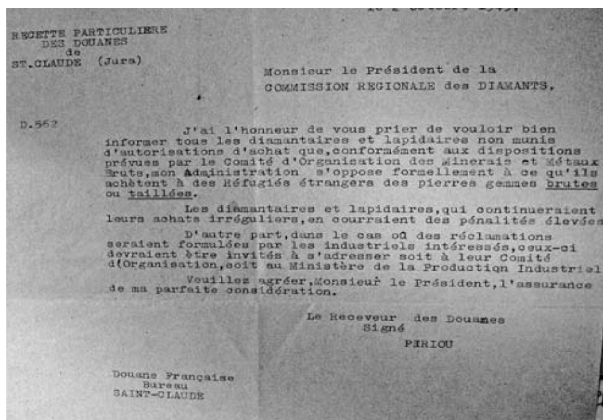 RECETTE PARTICULIERE
DES DOUANES
de
ST.CLAUDE (Jura)
Monsieur le Président de la
COMMISSION REGIONALE des DIAMANTS.
D.562
J'ai l'honneur de vous prier de vouloir bien
informer tous les diamantaires et lapidaires non munis
d'autorisations d'achat que,conformément aux dispositions
prévues par le Comité d'Organisation des Minerais et Métaux
Bruts,mon Administration s'oppose formellement à ce qu'ils
achètent à des Réfugiés étrangers des pierres gemmes brutes
ou taillées.
Les diamantaires et lapidaires,qui continueraient
leurs achats irréguliers,en courraient des pénalités élevées
D'autre part,dans le cas où des réclamations
seraient formulées par les industriels intéressés,ceux-ci
devraient être invités à s'adresser soit à leur Comité
d'Organisation,soit au Ministère de la Production Industriel
Veuillez agréer,Monsieur le Président,l'assurance
de ma parfaite considération.
Le Receveur des Douanes
Signé
PIRIOU
Douane Française
Bureau
SAINT-CLAUDE